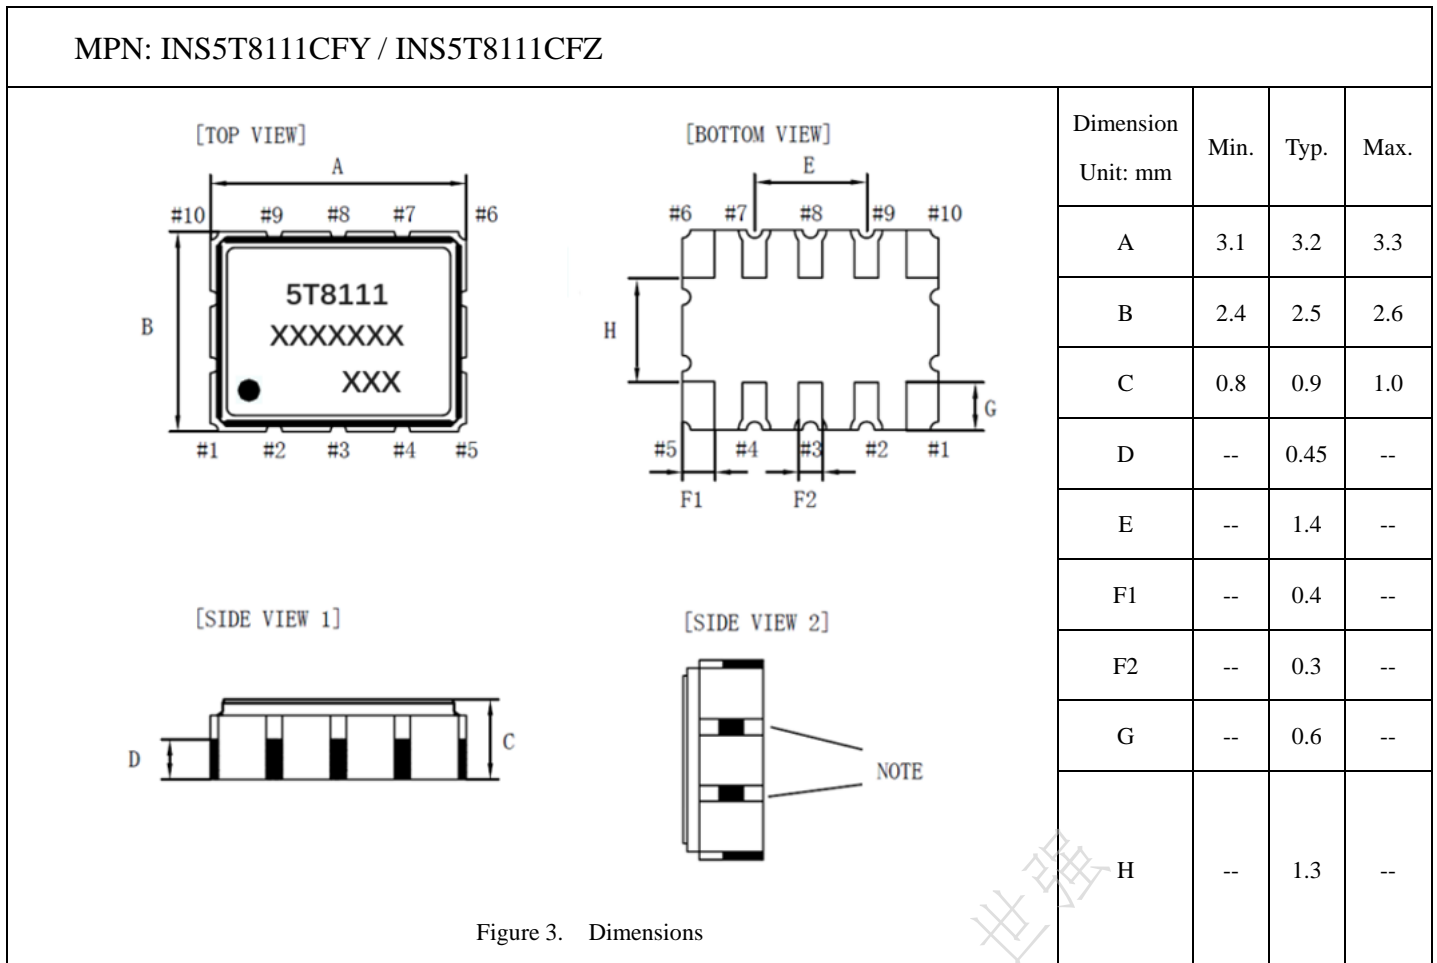 MPN: INS5T8111CFY / INS5T8111CFZ
[TOP VIEW]
A
#10 #9 #8 #7 #6
5T8111
XXXXXXX
XXX
B
#1 #2 #3 #4 #5
[BOTTOM VIEW]
E
#6 #7 #8 #9 #10
H
G
#5 #4 #3 #2 #1
F1 F2
[SIDE VIEW 1]
D
C
[SIDE VIEW 2]
NOTE
Figure 3. Dimensions
Dimension
Unit: mm
Min. Typ. Max.
A 3.1 3.2 3.3
B 2.4 2.5 2.6
C 0.8 0.9 1.0
D -- 0.45 --
E -- 1.4 --
F1 -- 0.4 --
F2 -- 0.3 --
G -- 0.6 --
H -- 1.3 --
世强